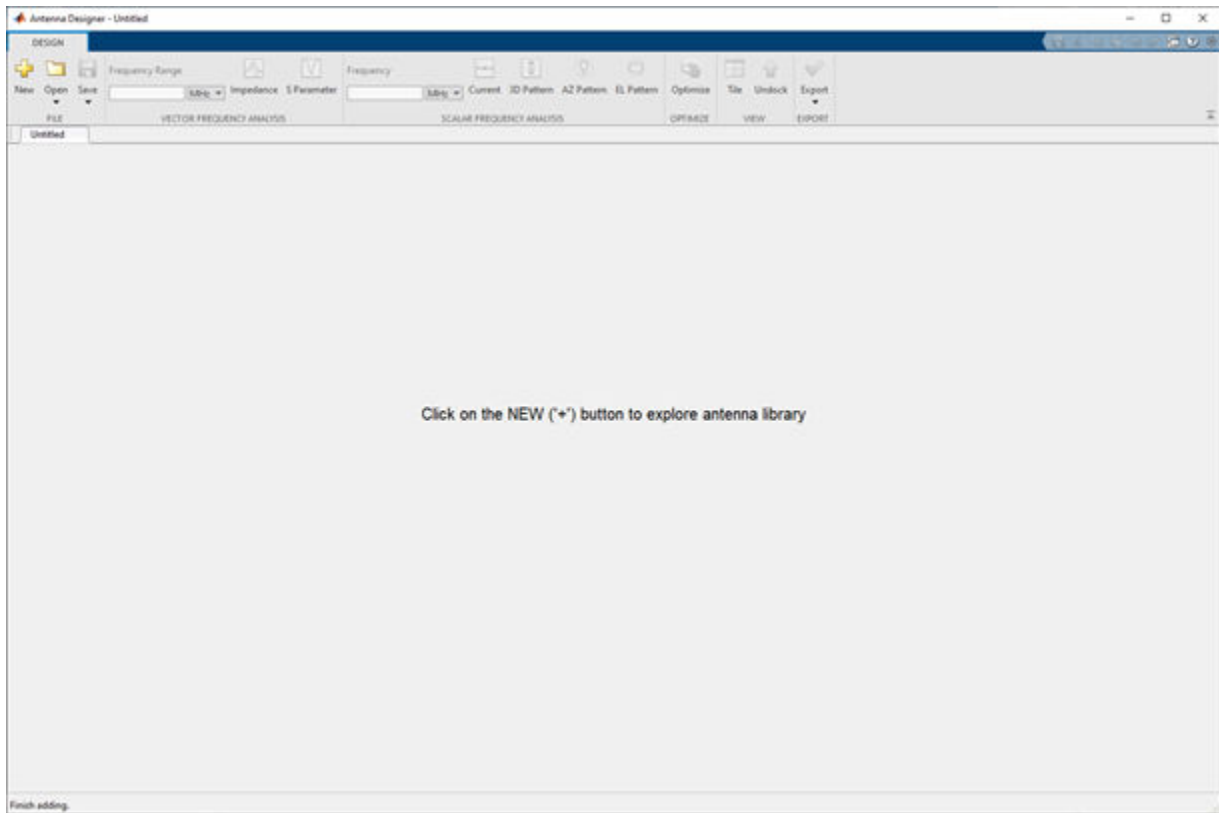 Antenna Designer - Untitled
DESIGN
New Open Save
Frequency Range
MHz
Impedance S Parameter
Frequency
MHz
Current 3D Pattern AZ Pattern EL Pattern
Optimize
Tile Undock
Export
FILE VECTOR FREQUENCY ANALYSIS SCALAR FREQUENCY ANALYSIS OPTIMIZE VIEW EXPORT
Untitled
Click on the NEW ('+') button to explore antenna library
Finish adding.